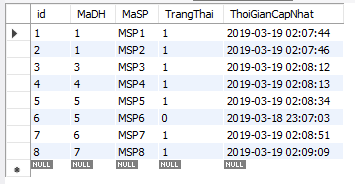 id MaDH MaSP TrangThai ThoiGianCapNhat
1 1 MSP1 1 2019-03-19 02:07:44
2 1 MSP2 1 2019-03-19 02:07:46
3 3 MSP3 1 2019-03-19 02:08:12
4 4 MSP4 1 2019-03-19 02:08:13
5 5 MSP5 1 2019-03-19 02:08:34
6 5 MSP6 0 2019-03-18 23:07:03
7 6 MSP7 1 2019-03-19 02:08:51
8 7 MSP8 1 2019-03-19 02:09:09
NULL NULL NULL NULL NULL